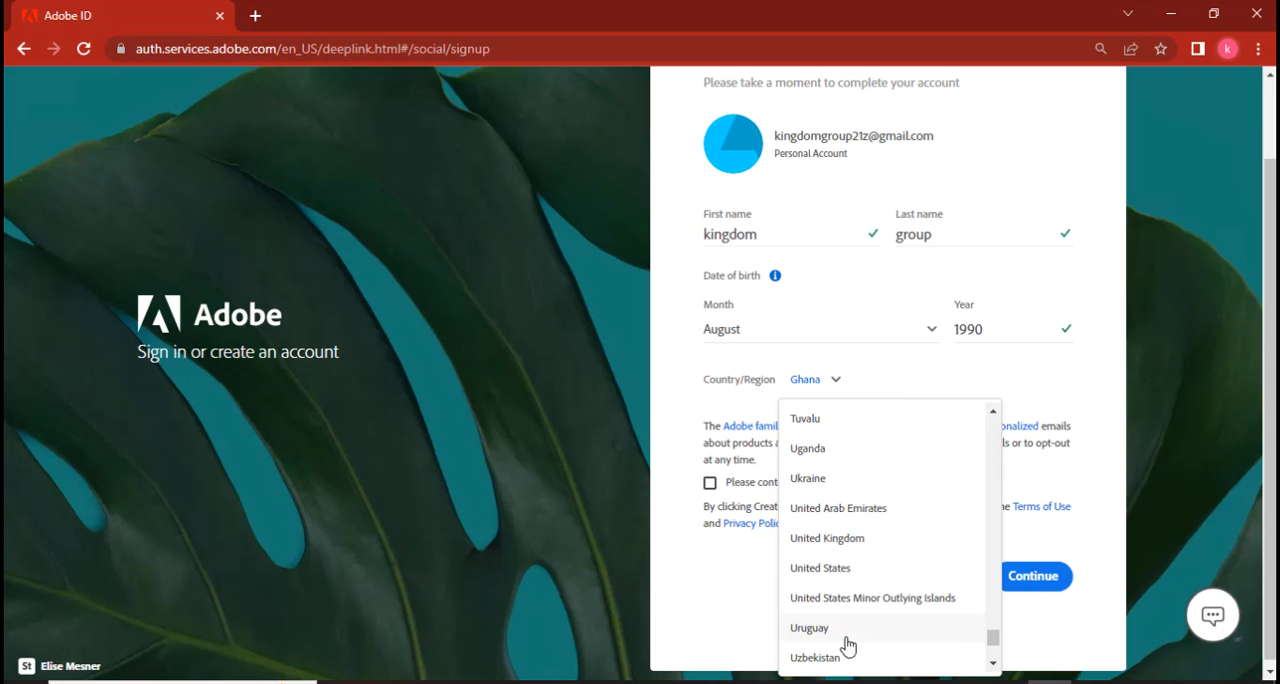 Adobe ID
auth.services.adobe.com/en_US/deeplink.html#/social/signup
k
Please take a moment to complete your account
kingdomgroup21z@gmail.com
Personal Account
First name
Last name
kingdom
group
Date of birth
Month
Year
August
1990
Country/Region Ghana
Tuvalu
The Adobe famil
onalized emails
about products a
ls or to opt-out
at any time.
Uganda
Ukraine
Please cont
By clicking Creat
he Terms of Use
and Privacy Polic
United Arab Emirates
United Kingdom
United States
Continue
United States Minor Outlying Islands
Uruguay
Uzbekistan
Adobe
Sign in or create an account
St Elise Mesner